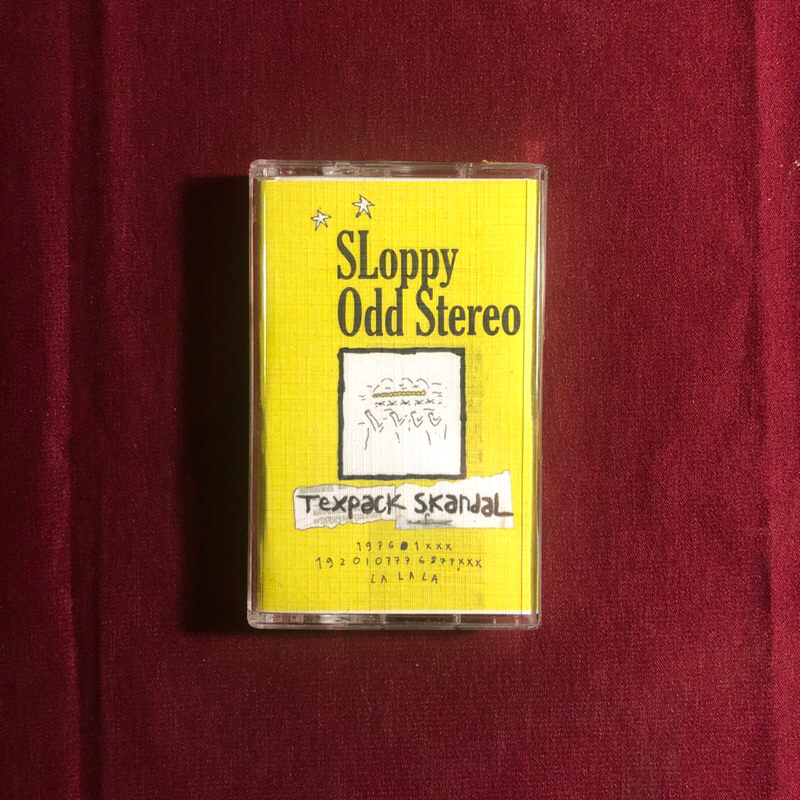 SLoppy
Odd Stereo
Texpack SKandaL
LA LA LA